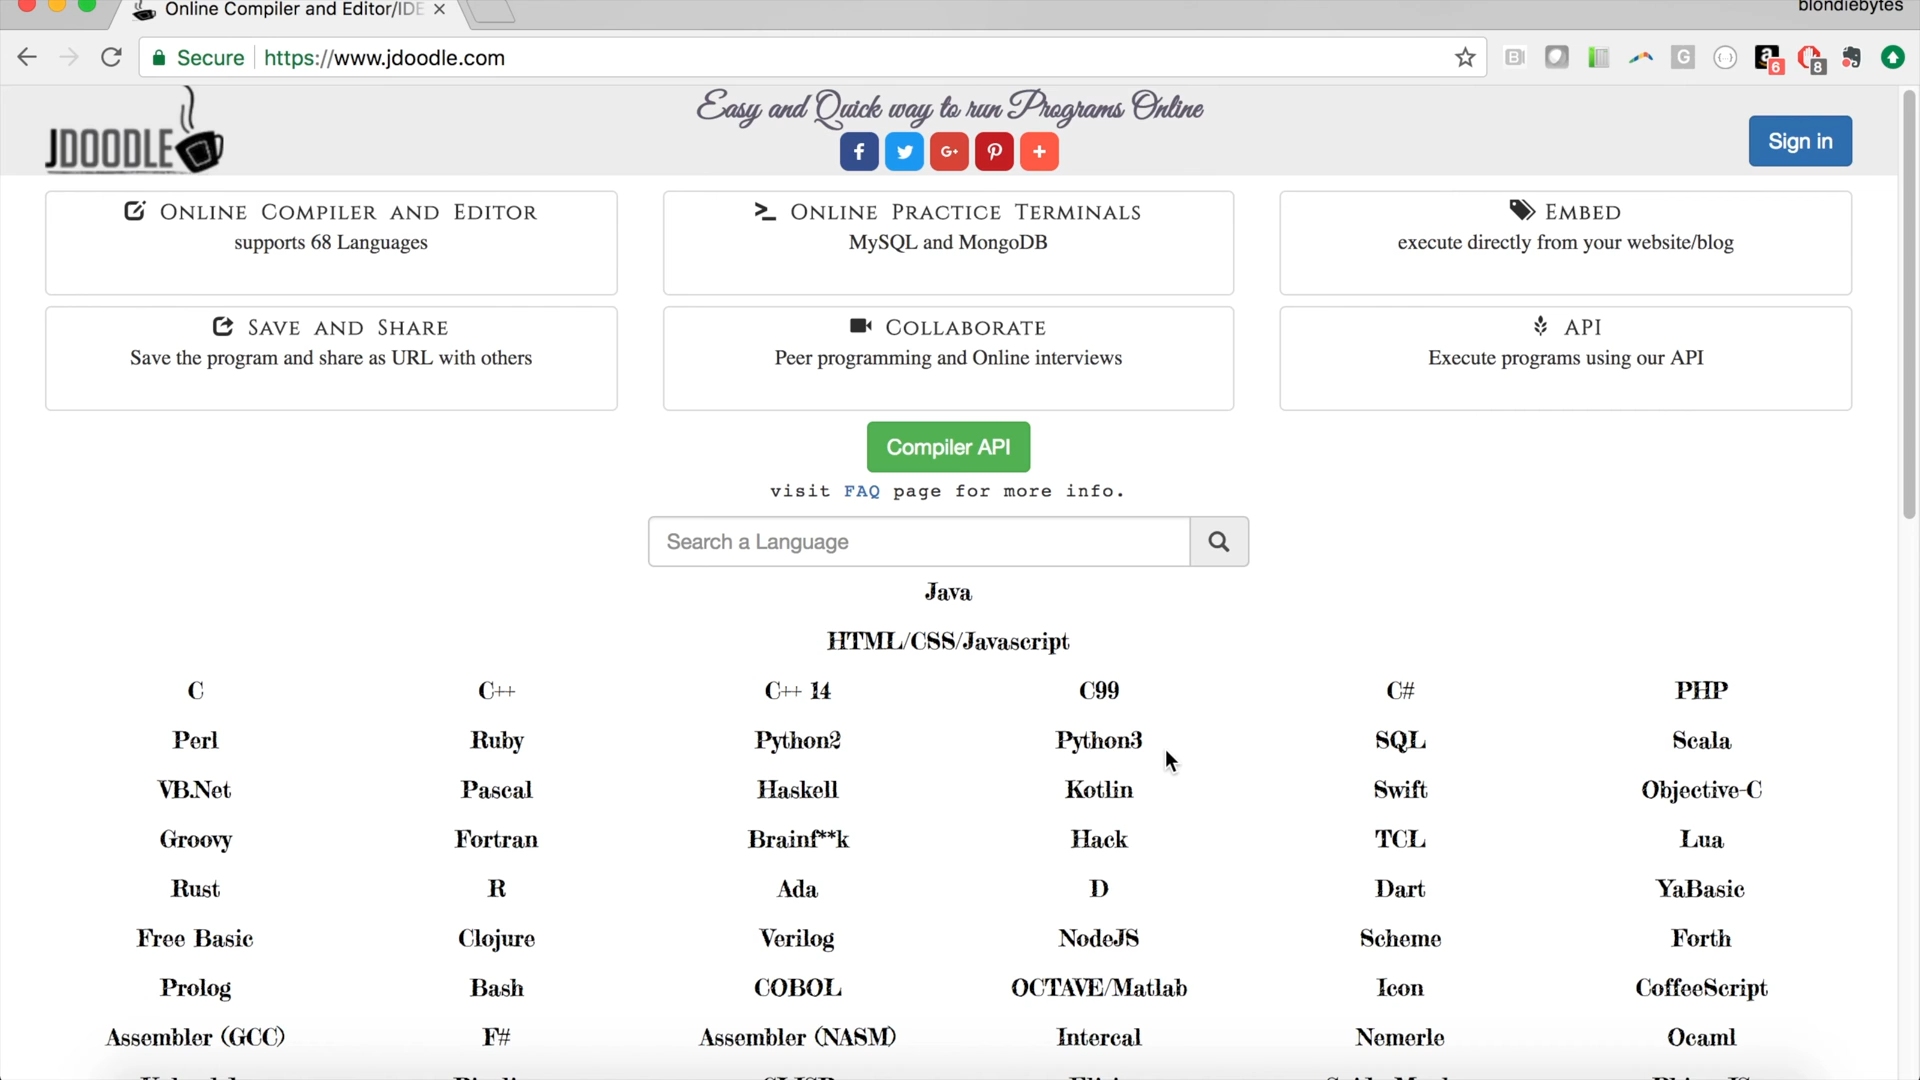 Online Compiler and Editor/IDE
blondiebytes
Secure https://www.jdoodle.com
6
8
JDOODLE
Easy and Quick way to run Programs Online
Sign in
Online Compiler and Editor
supports 68 Languages
Online Practice Terminals
MySQL and MongoDB
Embed
execute directly from your website/blog
Save and Share
Save the program and share as URL with others
Collaborate
Peer programming and Online interviews
API
Execute programs using our API
Compiler API
visit FAQ page for more info.
Search a Language
Java
HTML/CSS/Javascript
C C++ C++ 14 C99 C# PHP
Perl Ruby Python2 Python3 SQL Scala
VB.Net Pascal Haskell Kotlin Swift Objective-C
Groovy Fortran Brainf**k Hack TCL Lua
Rust R Ada D Dart YaBasic
Free Basic Clojure Verilog NodeJS Scheme Forth
Prolog Bash COBOL OCTAVE/Matlab Icon CoffeeScript
Assembler (GCC) F# Assembler (NASM) Intercal Nemerle Ocaml